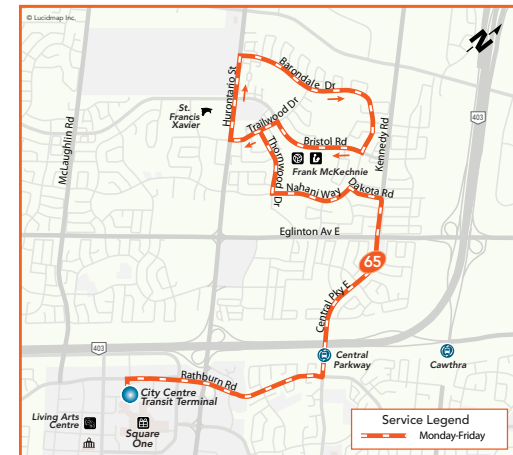 © Lucidmap Inc.
N
403
Barondale Dr
Hurontario St
St.
Francis
Xavier
Trailwood Dr
Bristol Rd
Kennedy Rd
McLaughlin Rd
Thornwood Dr
Frank McKechnie
Nahani Way
Dakota Rd
Eglinton Av E
65
Central Pky E
403
Central
Parkway
Cawthra
Rathburn Rd
City Centre
Transit Terminal
Living Arts
Centre
Square
One
Service Legend
Monday-Friday